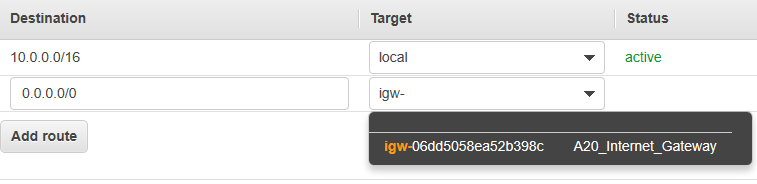 Destination Target Status
10.0.0.0/16 local active
0.0.0.0/0 igw-
Add route
igw-06dd5058ea52b398c A20_Internet_Gateway